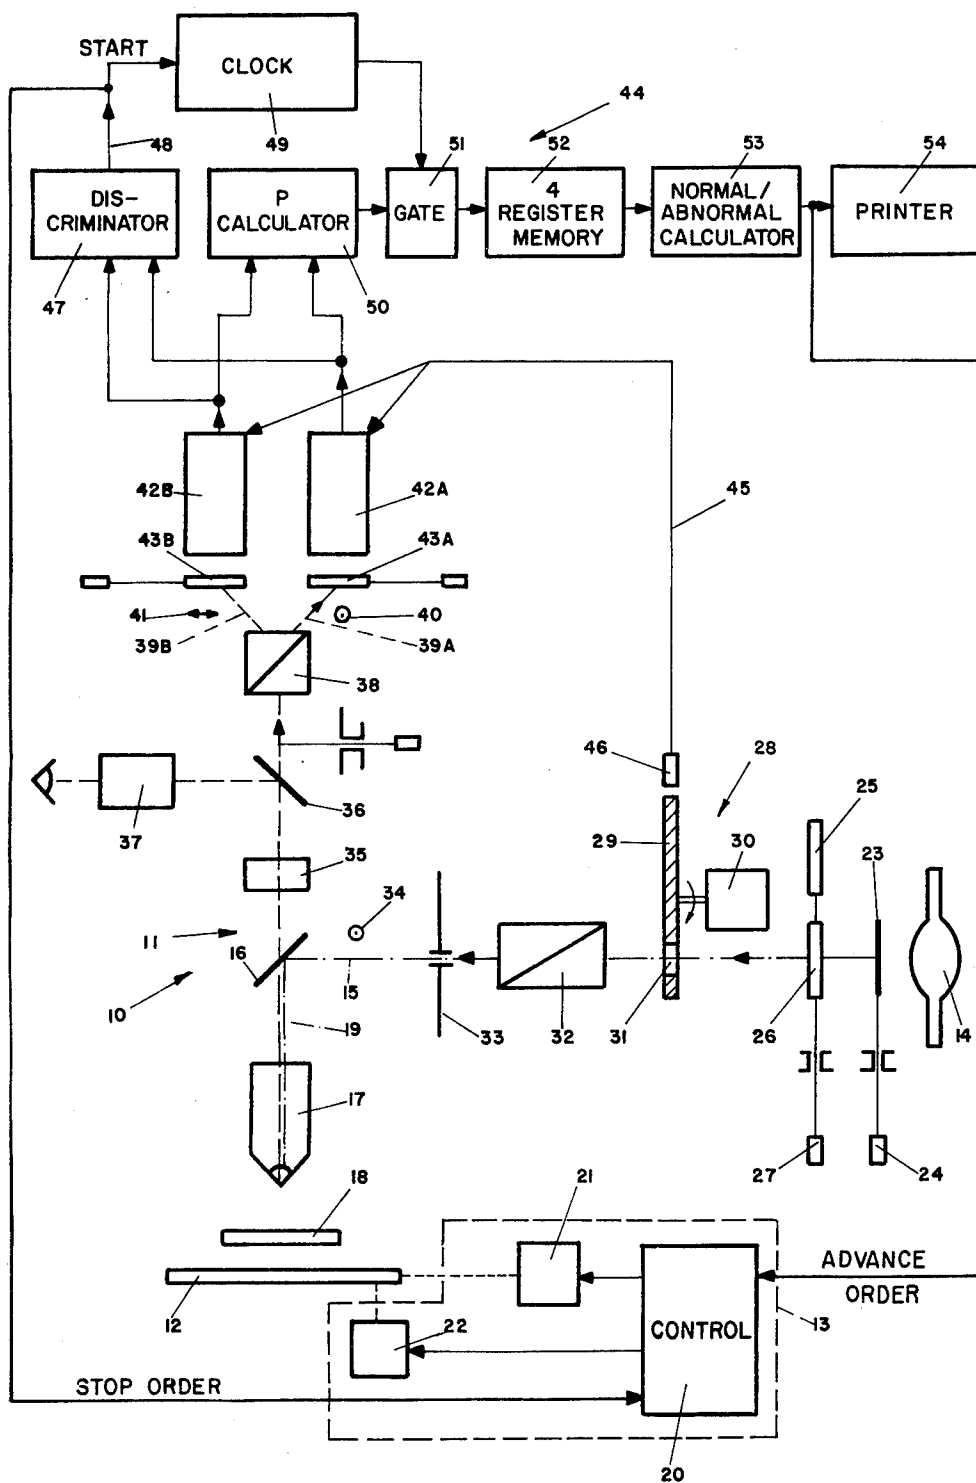 START
CLOCK
49
44
48
51
52
53
54
DIS-
CRIMINATOR
P
CALCULATOR
GATE
4
REGISTER
MEMORY
NORMAL/
ABNORMAL
CALCULATOR
PRINTER
47
50
42B
42A
45
43B
43A
41
40
39B
39A
38
46
28
36
37
25
29
30
23
35
34
11
16
15
10
19
33
32
31
26
14
17
27
24
18
21
12
22
CONTROL
ADVANCE
ORDER
13
STOP ORDER
20